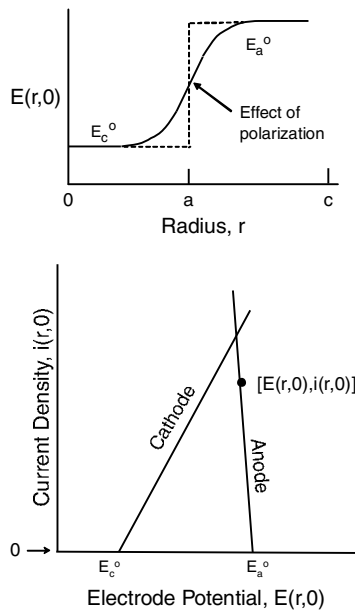 E(r,0)
E_a^o
E_c^o
Effect of
polarization
0
a
c
Radius, r
Current Density, i(r,0)
Cathode
Anode
[E(r,0),i(r,0)]
0
E_c^o
E_a^o
Electrode Potential, E(r,0)